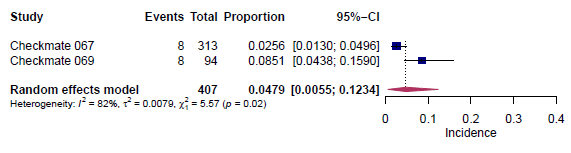 Study Events Total Proportion 95%−CI
Checkmate 067 8 313 0.0256 [0.0130; 0.0496]
Checkmate 069 8 94 0.0851 [0.0438; 0.1590]
Random effects model 407 0.0479 [0.0055; 0.1234]
Heterogeneity: I² = 82%, τ² = 0.0079, χ²₁ = 5.57 (p = 0.02)
0 0.1 0.2 0.3 0.4
Incidence